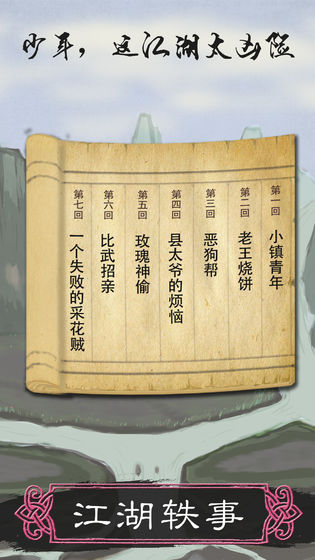 少年，这江湖太凶险
第一回 小镇青年
第二回 老王烧饼
第三回 恶狗帮
第四回 县太爷的烦恼
第五回 玫瑰神偷
第六回 比武招亲
第七回 一个失败的采花贼
江湖轶事